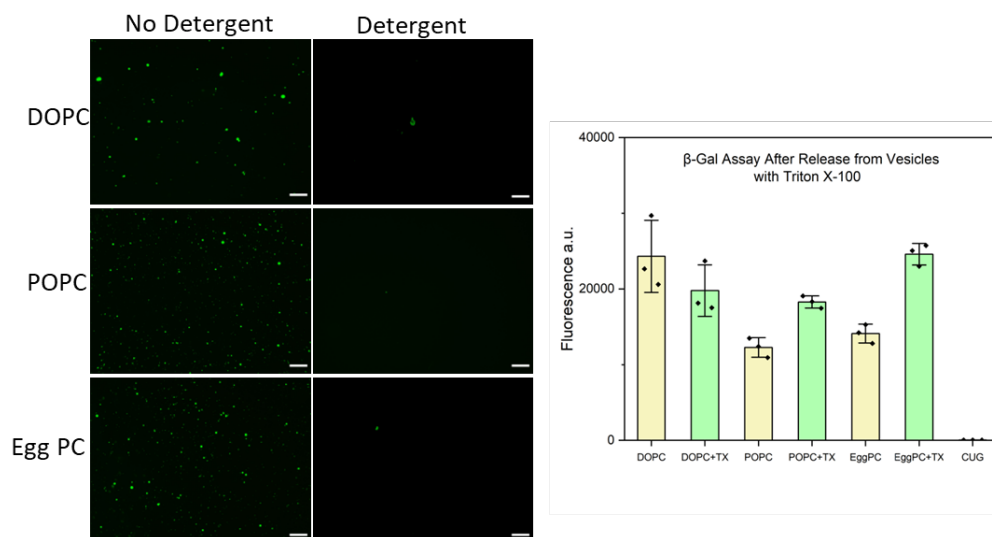 No Detergent
Detergent
DOPC
POPC
Egg PC
β-Gal Assay After Release from Vesicles
with Triton X-100
Fluorescence a.u.
40000
20000
0
DOPC
DOPC+TX
POPC
POPC+TX
EggPC
EggPC+TX
CUG